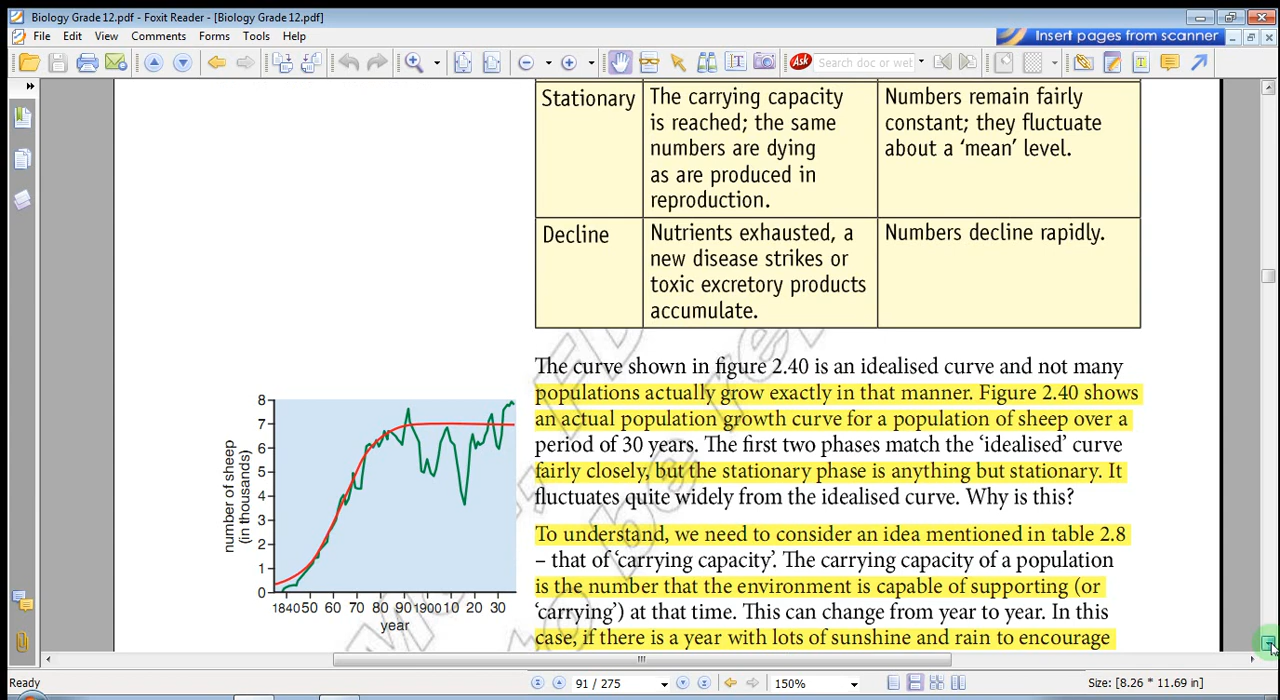 Biology Grade 12.pdf - Foxit Reader - [Biology Grade 12.pdf]
File Edit View Comments Forms Tools Help
Insert pages from scanner
Ask Search doc or wel
Stationary
The carrying capacity
is reached; the same
numbers are dying
as are produced in
reproduction.
Numbers remain fairly
constant; they fluctuate
about a ‘mean’ level.
Decline
Nutrients exhausted, a
new disease strikes or
toxic excretory products
accumulate.
Numbers decline rapidly.
The curve shown in figure 2.40 is an idealised curve and not many
populations actually grow exactly in that manner. Figure 2.40 shows
an actual population growth curve for a population of sheep over a
period of 30 years. The first two phases match the ‘idealised’ curve
fairly closely, but the stationary phase is anything but stationary. It
fluctuates quite widely from the idealised curve. Why is this?
To understand, we need to consider an idea mentioned in table 2.8
– that of ‘carrying capacity’. The carrying capacity of a population
is the number that the environment is capable of supporting (or
‘carrying’) at that time. This can change from year to year. In this
case, if there is a year with lots of sunshine and rain to encourage
number of sheep
(in thousands)
8
7
6
5
4
3
2
1
0
1840 50 60 70 80 90 1900 10 20 30
year
Ready
91 / 275
150%
Size: [8.26 * 11.69 in]